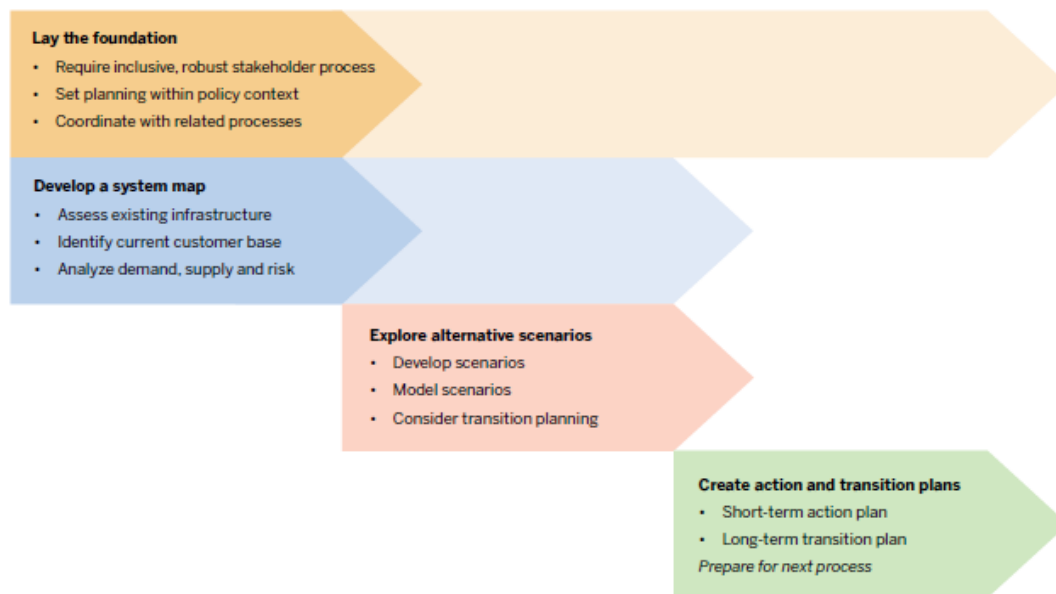 Lay the foundation
• Require inclusive, robust stakeholder process
• Set planning within policy context
• Coordinate with related processes
Develop a system map
• Assess existing infrastructure
• Identify current customer base
• Analyze demand, supply and risk
Explore alternative scenarios
• Develop scenarios
• Model scenarios
• Consider transition planning
Create action and transition plans
• Short-term action plan
• Long-term transition plan
Prepare for next process